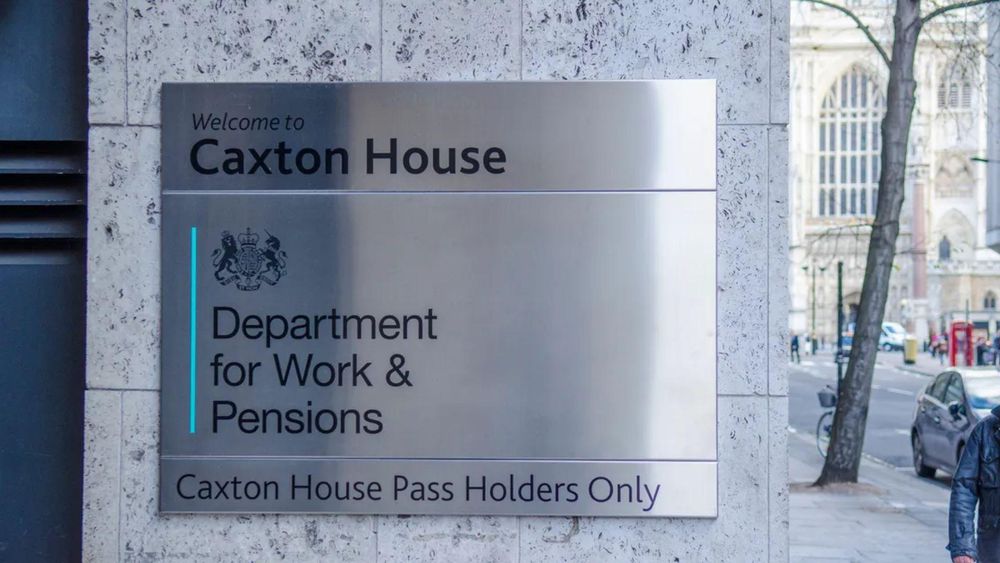 Welcome to
Caxton House
Department
for Work &
Pensions
Caxton House Pass Holders Only